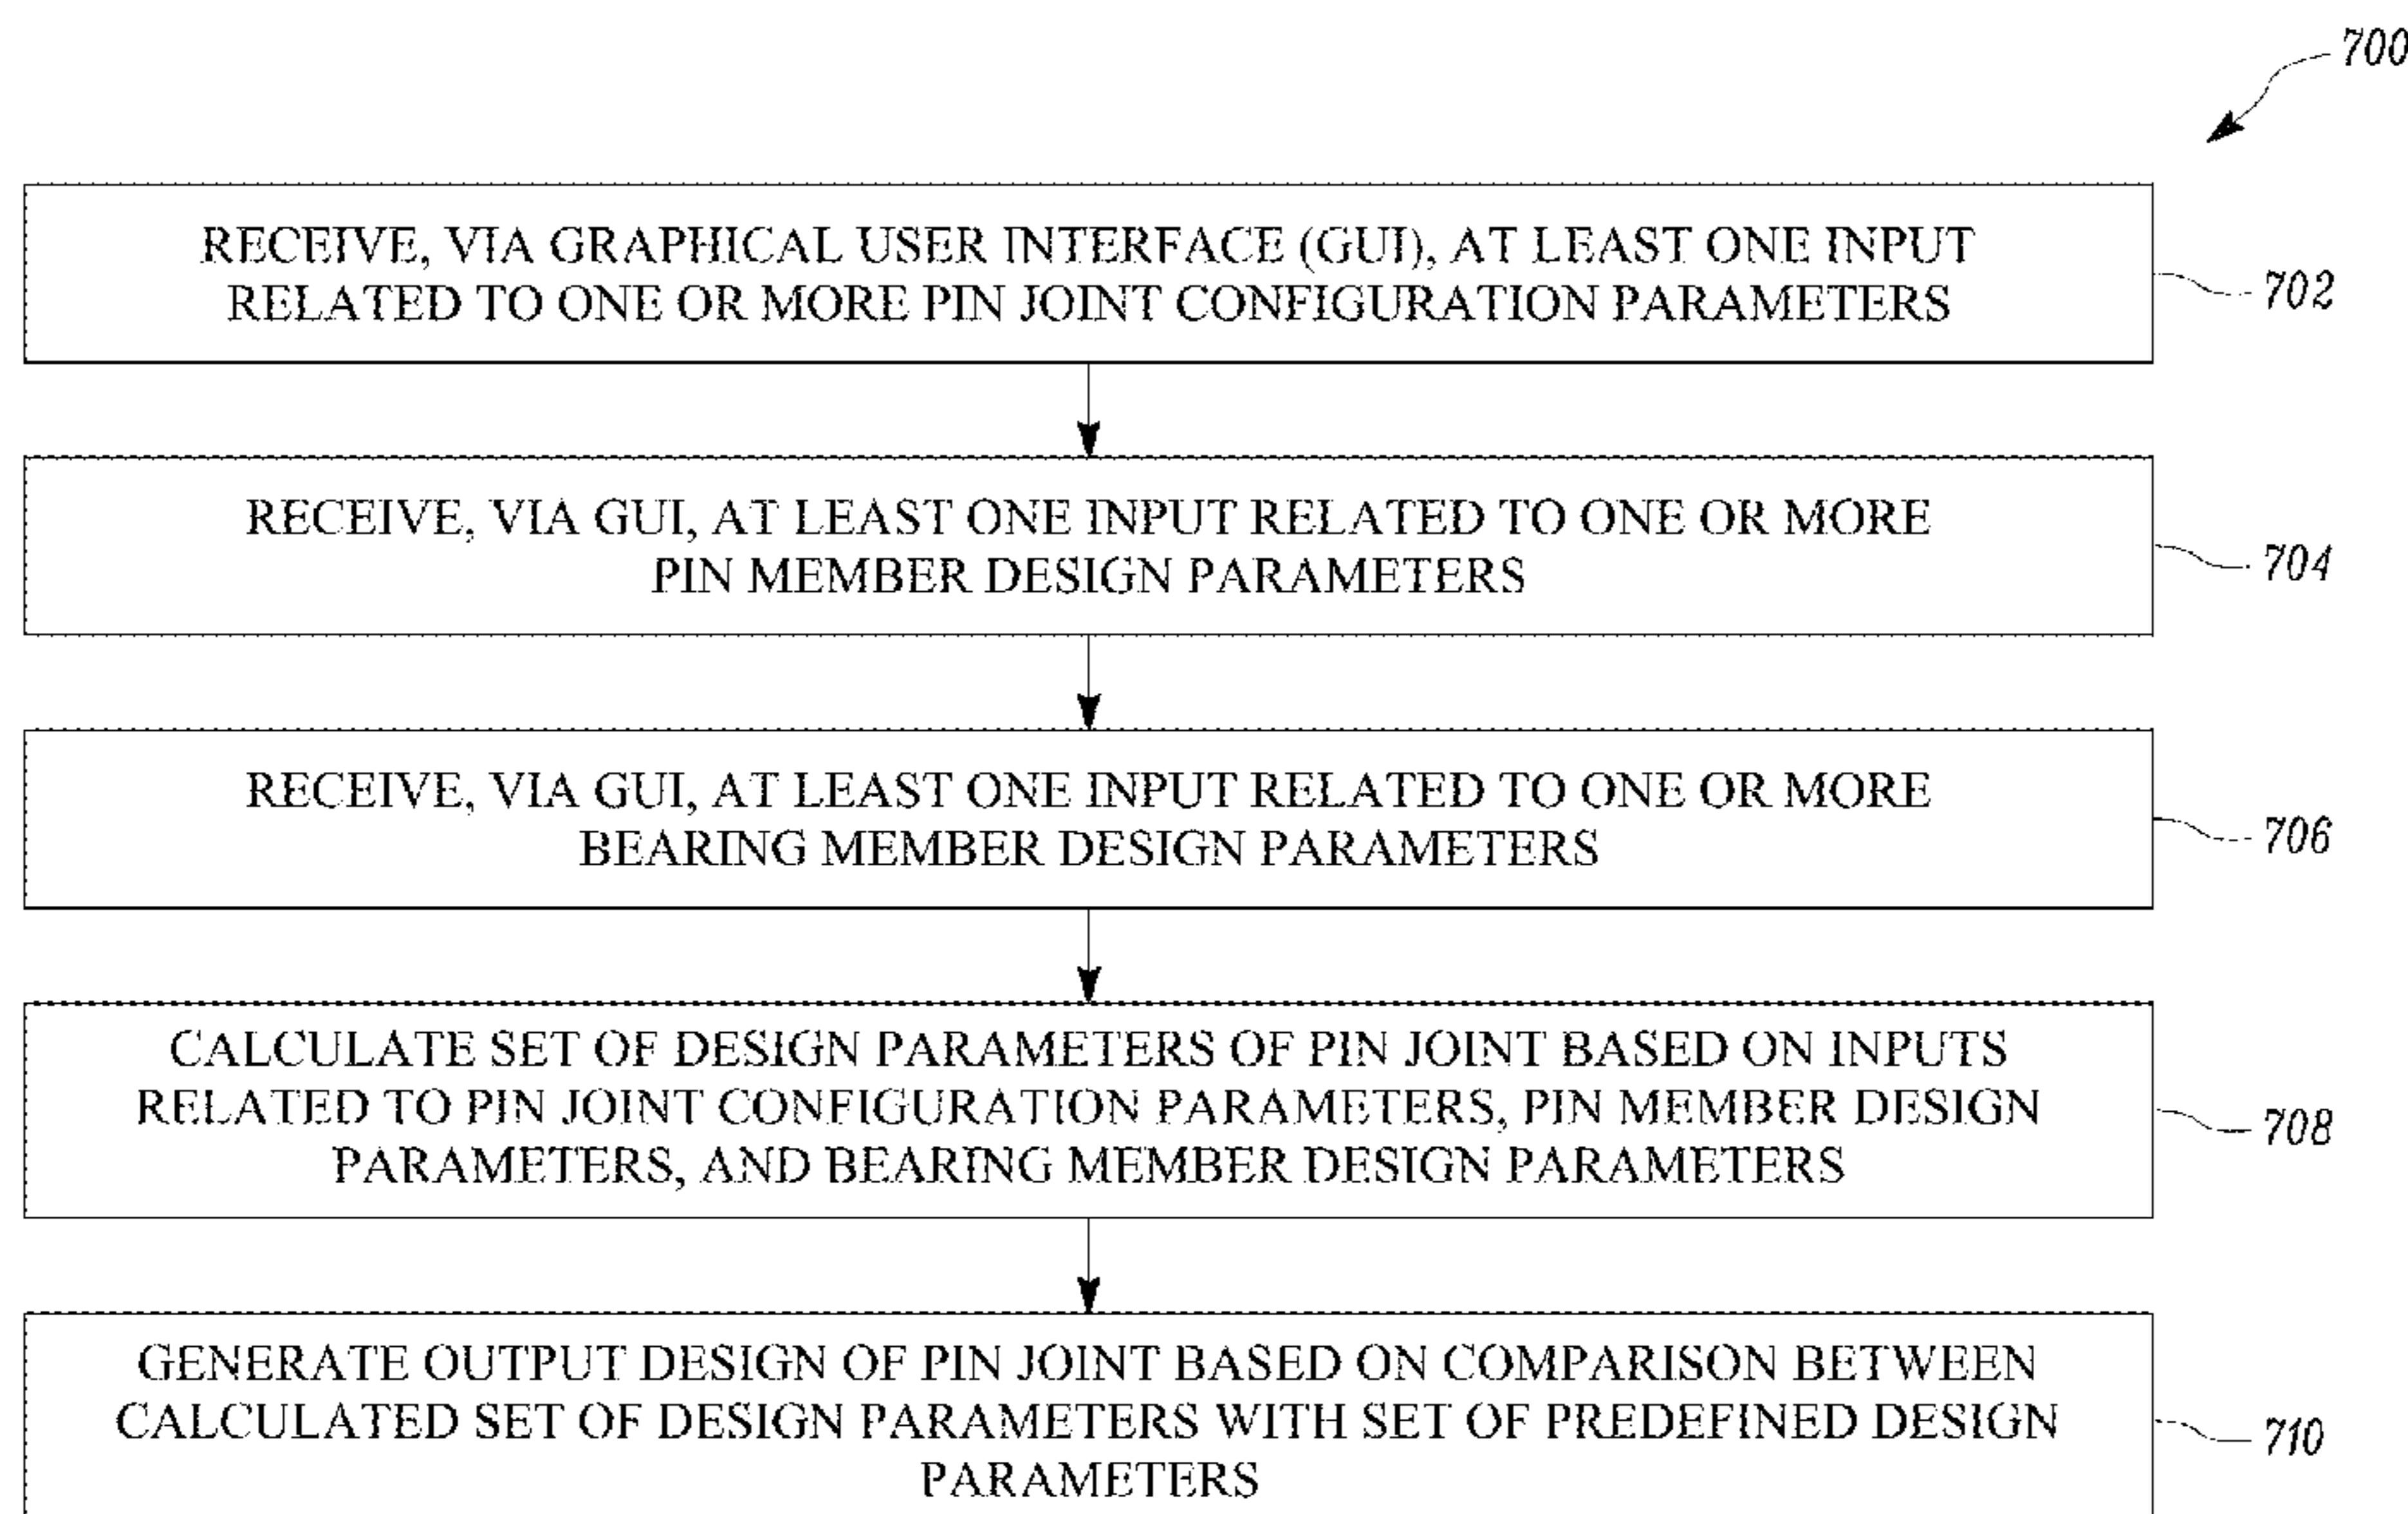 700
RECEIVE, VIA GRAPHICAL USER INTERFACE (GUI), AT LEAST ONE INPUT
RELATED TO ONE OR MORE PIN JOINT CONFIGURATION PARAMETERS
702
RECEIVE, VIA GUI, AT LEAST ONE INPUT RELATED TO ONE OR MORE
PIN MEMBER DESIGN PARAMETERS
704
RECEIVE, VIA GUI, AT LEAST ONE INPUT RELATED TO ONE OR MORE
BEARING MEMBER DESIGN PARAMETERS
706
CALCULATE SET OF DESIGN PARAMETERS OF PIN JOINT BASED ON INPUTS
RELATED TO PIN JOINT CONFIGURATION PARAMETERS, PIN MEMBER DESIGN
PARAMETERS, AND BEARING MEMBER DESIGN PARAMETERS
708
GENERATE OUTPUT DESIGN OF PIN JOINT BASED ON COMPARISON BETWEEN
CALCULATED SET OF DESIGN PARAMETERS WITH SET OF PREDEFINED DESIGN
PARAMETERS
710